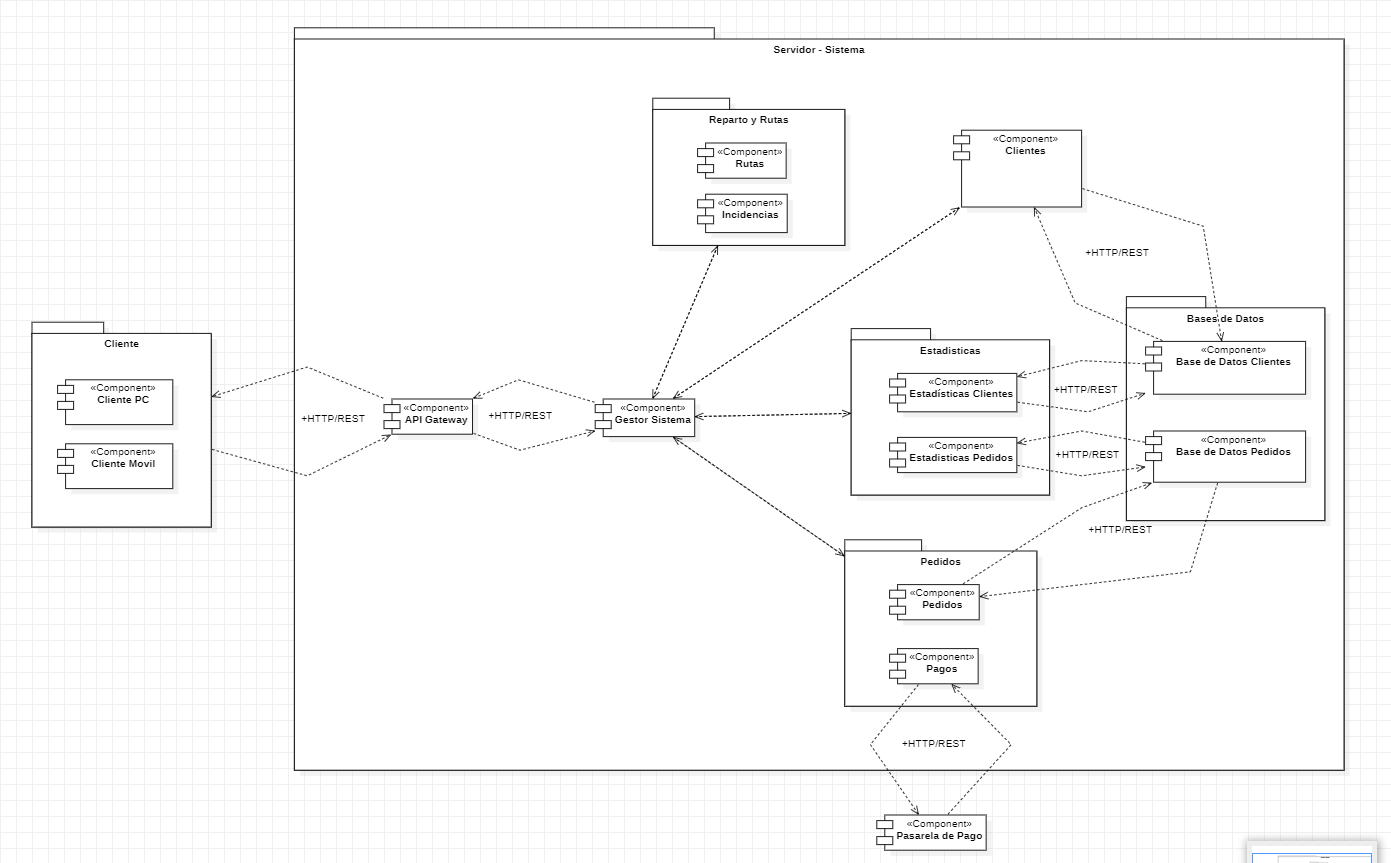 Servidor - Sistema
Reparto y Rutas
«Component»
Rutas
«Component»
Incidencias
«Component»
Clientes
+HTTP/REST
Cliente
«Component»
Cliente PC
«Component»
Cliente Movil
+HTTP/REST
«Component»
API Gateway
+HTTP/REST
«Component»
Gestor Sistema
Estadisticas
«Component»
Estadísticas Clientes
«Component»
Estadisticas Pedidos
+HTTP/REST
+HTTP/REST
Bases de Datos
«Component»
Base de Datos Clientes
«Component»
Base de Datos Pedidos
+HTTP/REST
Pedidos
«Component»
Pedidos
«Component»
Pagos
+HTTP/REST
«Component»
Pasarela de Pago